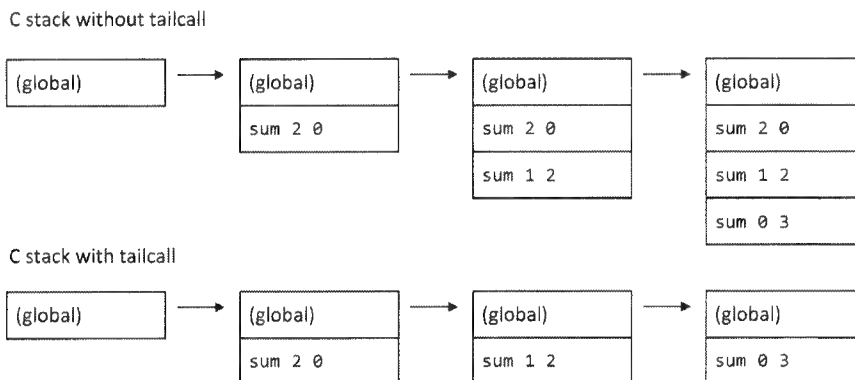 C stack without tailcall
(global) (global) (global) (global)
sum 2 0 sum 2 0 sum 2 0
sum 1 2 sum 1 2
sum 0 3
C stack with tailcall
(global) (global) (global) (global)
sum 2 0 sum 1 2 sum 0 3